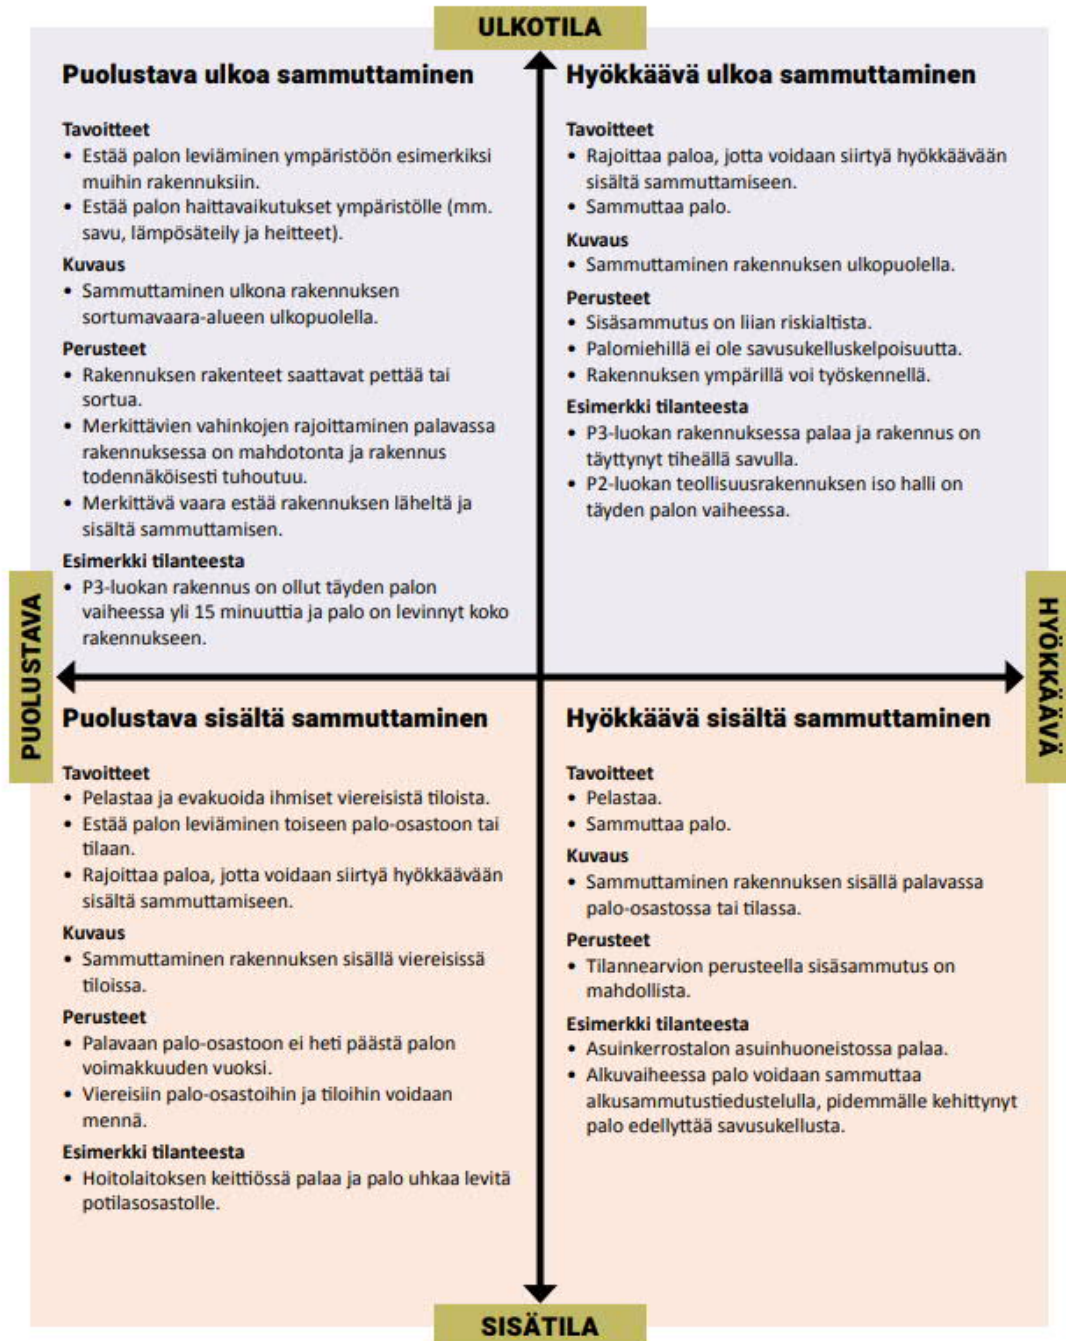 ULKOTILA
Puolustava ulkoa sammuttaminen
Tavoitteet
• Estää palon leviäminen ympäristöön esimerkiksi
muihin rakennuksiin.
• Estää palon haittavaikutukset ympäristölle (mm.
savu, lämpösäteily ja heitteet).
Kuvaus
• Sammuttaminen ulkona rakennuksen
sortumavaara-alueen ulkopuolella.
Perusteet
• Rakennuksen rakenteet saattavat pettää tai
sortua.
• Merkittävien vahinkojen rajoittaminen palavassa
rakennuksessa on mahdotonta ja rakennus
todennäköisesti tuhoutuu.
• Merkittävä vaara estää rakennuksen läheltä ja
sisältä sammuttamisen.
Esimerkki tilanteesta
• P3-luokan rakennus on ollut täyden palon
vaiheessa yli 15 minuuttia ja palo on levinnyt koko
rakennukseen.
Hyökkäävä ulkoa sammuttaminen
Tavoitteet
• Rajoittaa paloa, jotta voidaan siirtyä hyökkäävään
sisältä sammuttamiseen.
• Sammuttaa palo.
Kuvaus
• Sammuttaminen rakennuksen ulkopuolella.
Perusteet
• Sisäsammutus on liian riskialtista.
• Palomiehillä ei ole savusukelluskelpoisuutta.
• Rakennuksen ympärillä voi työskennellä.
Esimerkki tilanteesta
• P3-luokan rakennuksessa palaa ja rakennus on
täyttynyt tiheällä savulla.
• P2-luokan teollisuusrakennuksen iso halli on
täyden palon vaiheessa.
PUOLUSTAVA
HYÖKKÄÄVÄ
Puolustava sisältä sammuttaminen
Tavoitteet
• Pelastaa ja evakuoida ihmiset viereisistä tiloista.
• Estää palon leviäminen toiseen palo-osastoon tai
tilaan.
• Rajoittaa paloa, jotta voidaan siirtyä hyökkäävään
sisältä sammuttamiseen.
Kuvaus
• Sammuttaminen rakennuksen sisällä viereisissä
tiloissa.
Perusteet
• Palavaan palo-osastoon ei heti päästä palon
voimakkuuden vuoksi.
• Viereisiin palo-osastoihin ja tiloihin voidaan
mennä.
Esimerkki tilanteesta
• Hoitolaitoksen keittiössä palaa ja palo uhkaa levitä
potilasosastolle.
Hyökkäävä sisältä sammuttaminen
Tavoitteet
• Pelastaa.
• Sammuttaa palo.
Kuvaus
• Sammuttaminen rakennuksen sisällä palavassa
palo-osastossa tai tilassa.
Perusteet
• Tilannearvion perusteella sisäsammutus on
mahdollista.
Esimerkki tilanteesta
• Asuinkerrostalon asuinhuoneistossa palaa.
• Alkuvaiheessa palo voidaan sammuttaa
alkusammutustiedustelulla, pidemmälle kehittynyt
palo edellyttää savusukellusta.
SISÄTILA